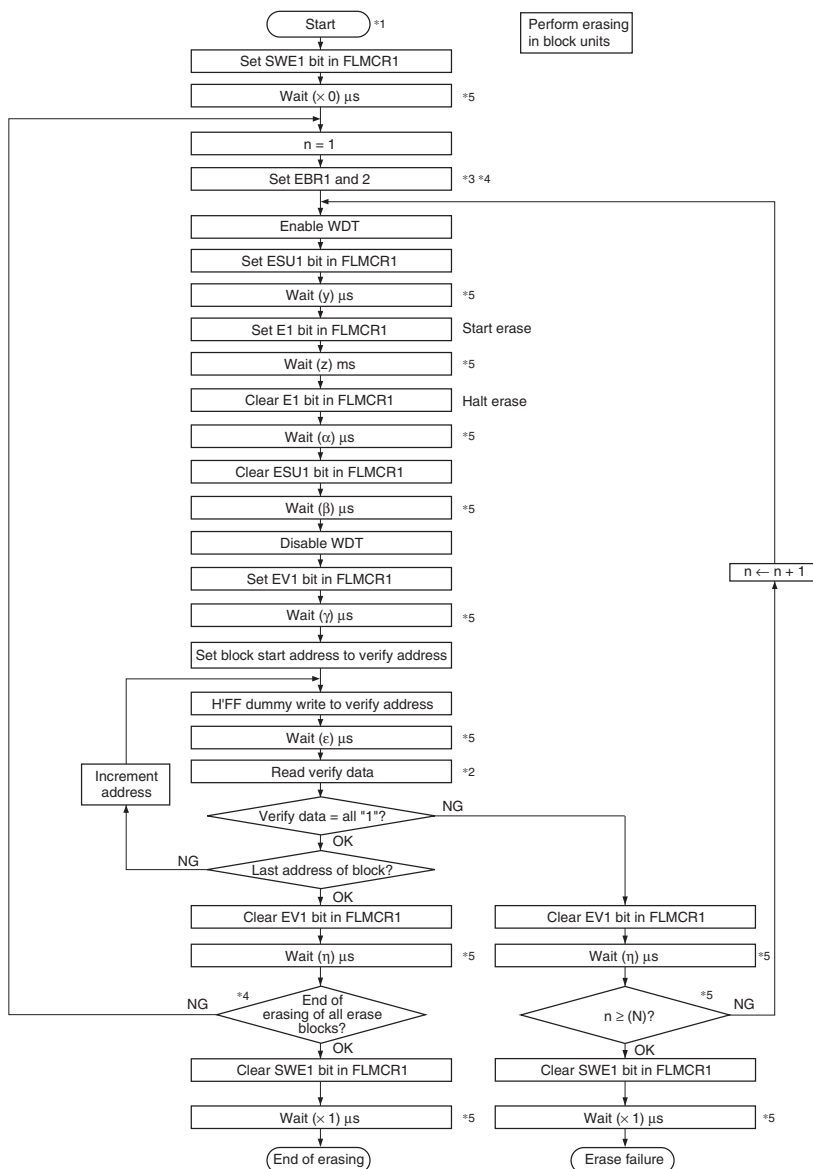 Start *1
Perform erasing
in block units
Set SWE1 bit in FLMCR1
Wait (× 0) μs *5
n = 1
Set EBR1 and 2 *3 *4
Enable WDT
Set ESU1 bit in FLMCR1
Wait (y) μs *5
Set E1 bit in FLMCR1 Start erase
Wait (z) ms *5
Clear E1 bit in FLMCR1 Halt erase
Wait (α) μs *5
Clear ESU1 bit in FLMCR1
Wait (β) μs *5
Disable WDT
n ← n + 1
Set EV1 bit in FLMCR1
Wait (γ) μs *5
Set block start address to verify address
H'FF dummy write to verify address
Wait (ε) μs *5
Increment
address
Read verify data *2
Verify data = all "1"? NG
OK
NG Last address of block?
OK
Clear EV1 bit in FLMCR1 Clear EV1 bit in FLMCR1
Wait (η) μs *5 Wait (η) μs *5
NG *4 End of
erasing of all erase
blocks?
*5 n ≥ (N)? NG
OK OK
Clear SWE1 bit in FLMCR1 Clear SWE1 bit in FLMCR1
Wait (× 1) μs *5 Wait (× 1) μs *5
End of erasing Erase failure